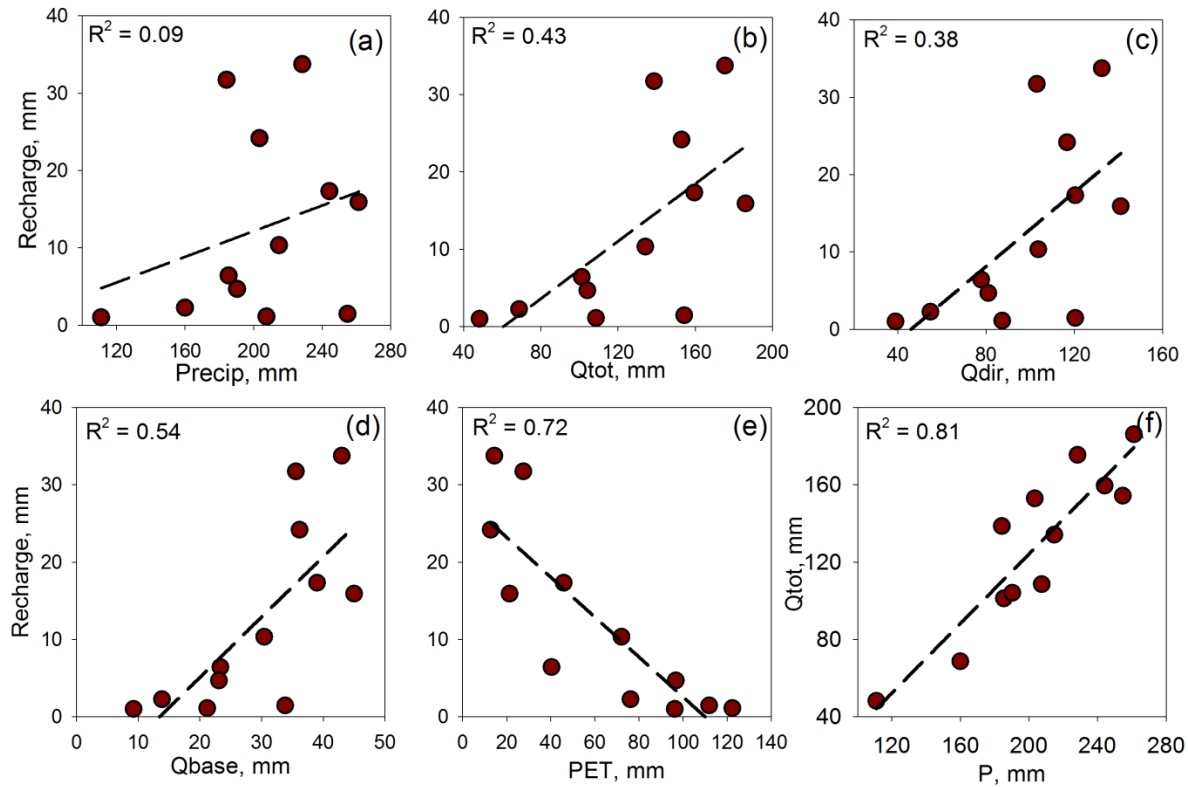 R² = 0.09
(a)
Recharge, mm
40
30
20
10
0
120 160 200 240 280
Precip, mm
R² = 0.43
(b)
40
30
20
10
0
40 80 120 160 200
Qtot, mm
R² = 0.38
(c)
40
30
20
10
0
40 80 120 160
Qdir, mm
R² = 0.54
(d)
Recharge, mm
40
30
20
10
0
0 10 20 30 40 50
Qbase, mm
R² = 0.72
(e)
40
30
20
10
0
0 20 40 60 80 100 120 140
PET, mm
R² = 0.81
(f)
Qtot, mm
200
160
120
80
40
120 160 200 240 280
P, mm